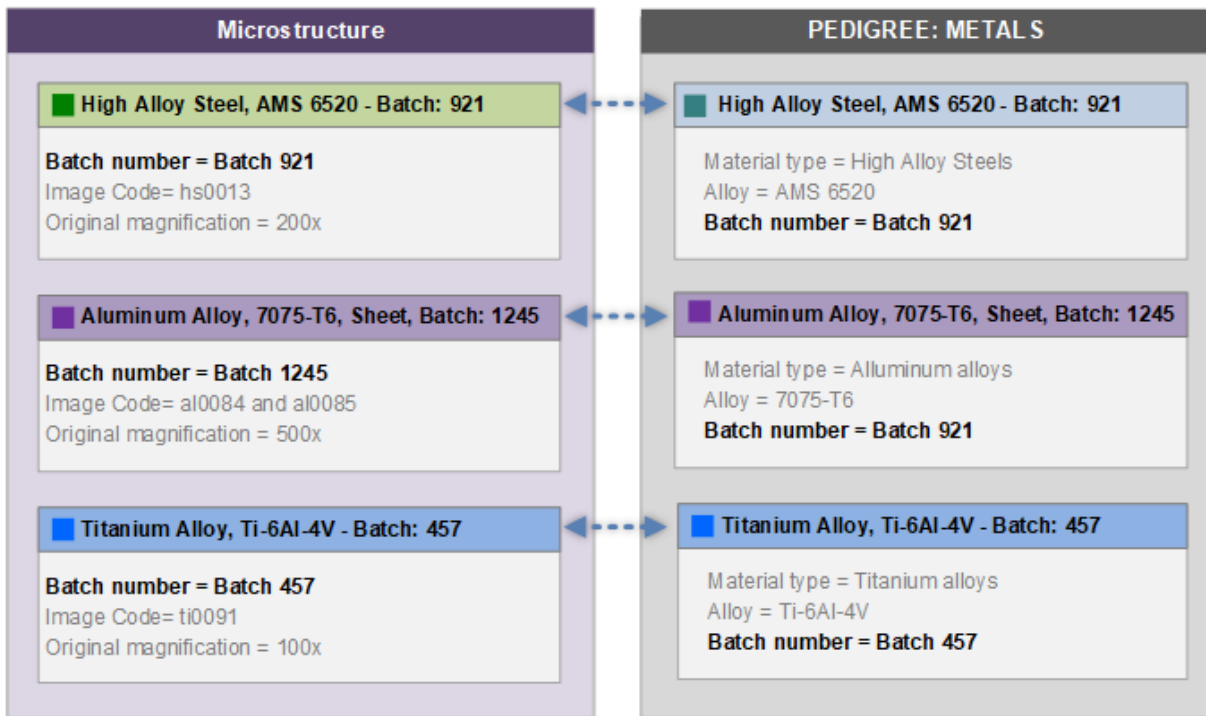 Microstructure
High Alloy Steel, AMS 6520 - Batch: 921
Batch number = Batch 921
Image Code= hs0013
Original magnification = 200x
Aluminum Alloy, 7075-T6, Sheet, Batch: 1245
Batch number = Batch 1245
Image Code= al0084 and al0085
Original magnification = 500x
Titanium Alloy, Ti-6Al-4V - Batch: 457
Batch number = Batch 457
Image Code= ti0091
Original magnification = 100x
PEDIGREE: METALS
High Alloy Steel, AMS 6520 - Batch: 921
Material type = High Alloy Steels
Alloy = AMS 6520
Batch number = Batch 921
Aluminum Alloy, 7075-T6, Sheet, Batch: 1245
Material type = Alluminum alloys
Alloy = 7075-T6
Batch number = Batch 921
Titanium Alloy, Ti-6Al-4V - Batch: 457
Material type = Titanium alloys
Alloy = Ti-6Al-4V
Batch number = Batch 457